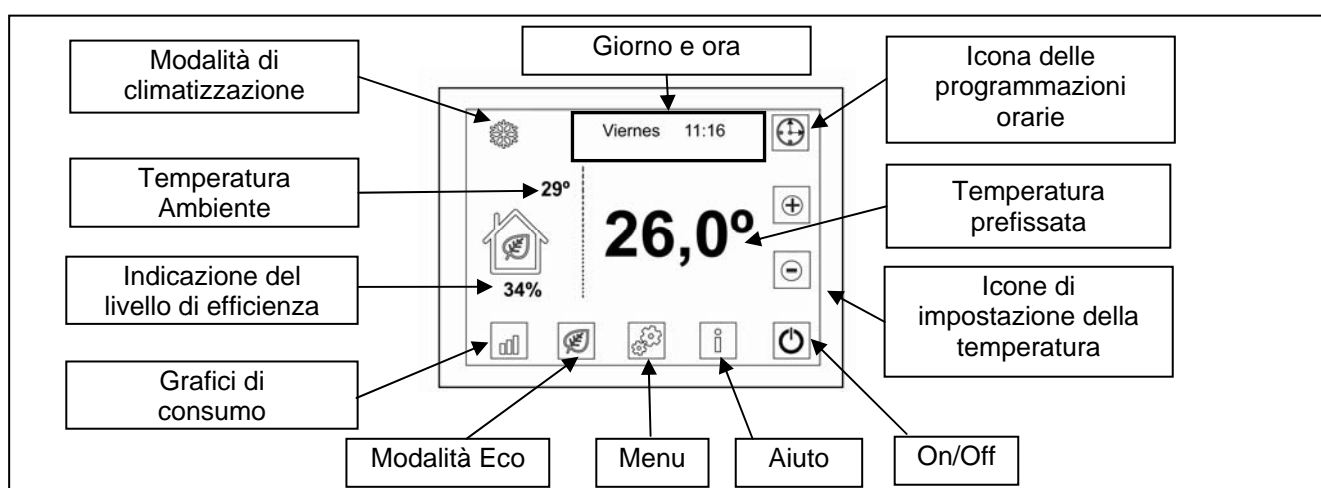 Modalità di
climatizzazione
Giorno e ora
Icona delle
programmazioni
orarie
Viernes 11:16
Temperatura
Ambiente
29º
26,0º
Temperatura
prefissata
Indicazione del
livello di efficienza
34%
Icone di
impostazione della
temperatura
Grafici di
consumo
Modalità Eco
Menu
Aiuto
On/Off